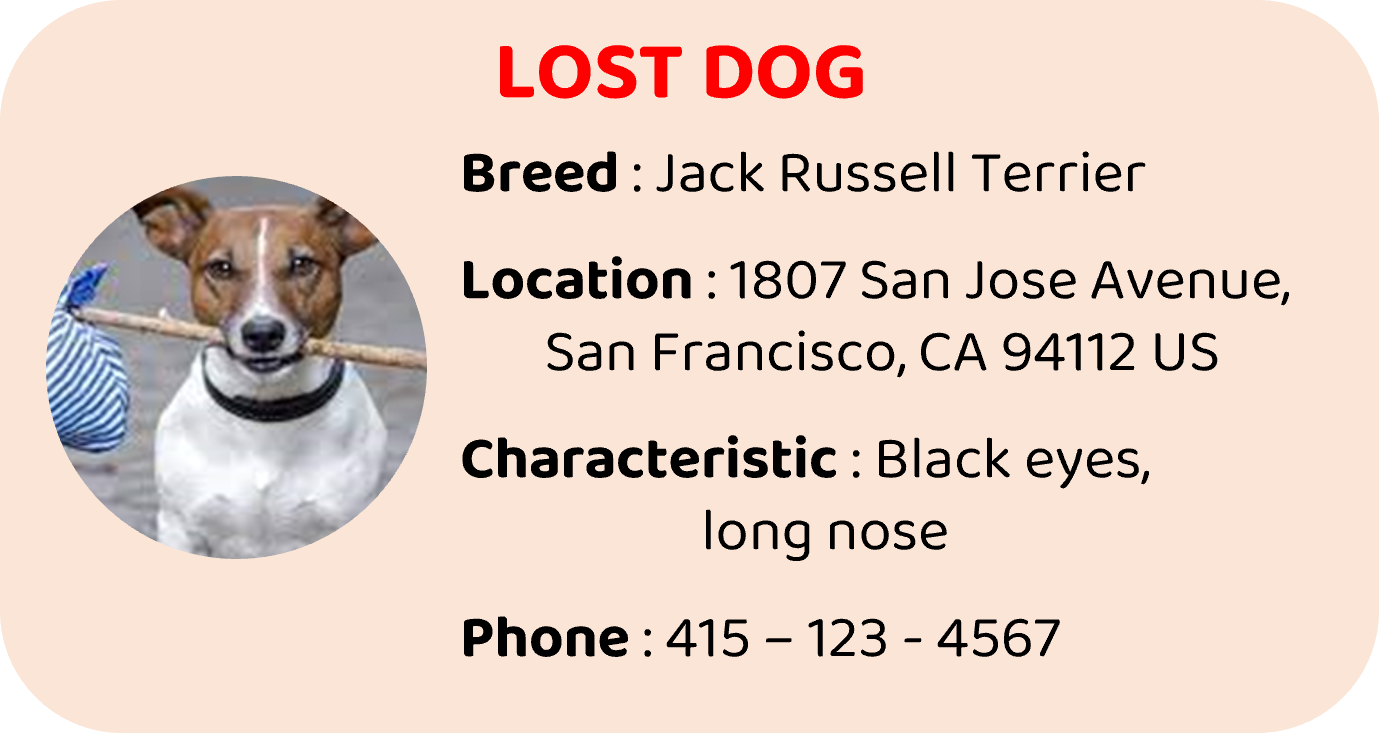 LOST DOG
Breed : Jack Russell Terrier
Location : 1807 San Jose Avenue,
San Francisco, CA 94112 US
Characteristic : Black eyes,
long nose
Phone : 415 – 123 - 4567